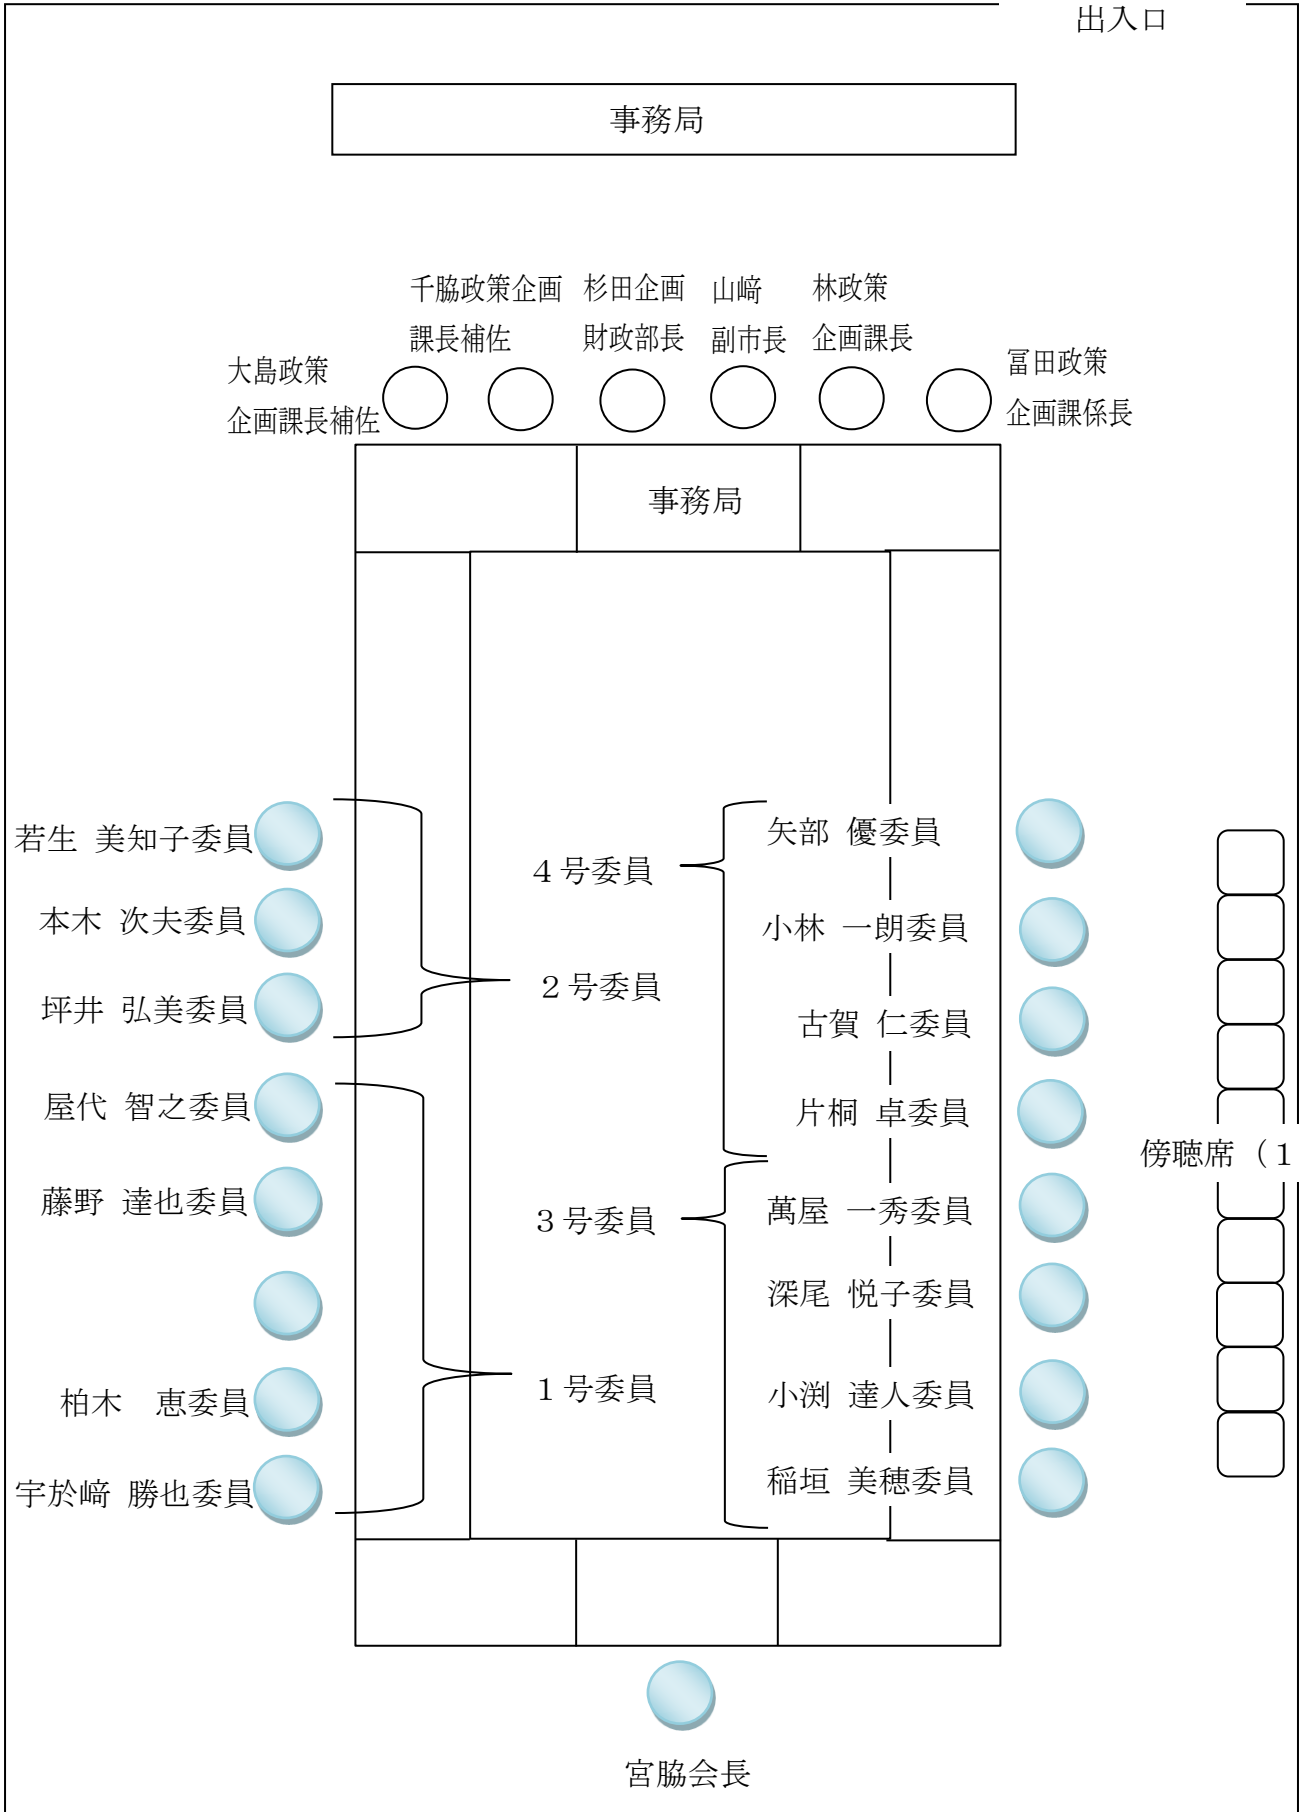 出入口
事務局
千脇政策企画
課長補佐
杉田企画
財政部長
山﨑
副市長
林政策
企画課長
大島政策
企画課長補佐
冨田政策
企画課係長
事務局
若生 美知子委員
本木 次夫委員
坪井 弘美委員
２号委員
屋代 智之委員
藤野 達也委員
柏木　恵委員
宇於﨑 勝也委員
１号委員
４号委員
矢部 優委員
小林 一朗委員
古賀 仁委員
片桐 卓委員
３号委員
萬屋 一秀委員
深尾 悦子委員
小渕 達人委員
稲垣 美穂委員
傍聴席（１
宮脇会長